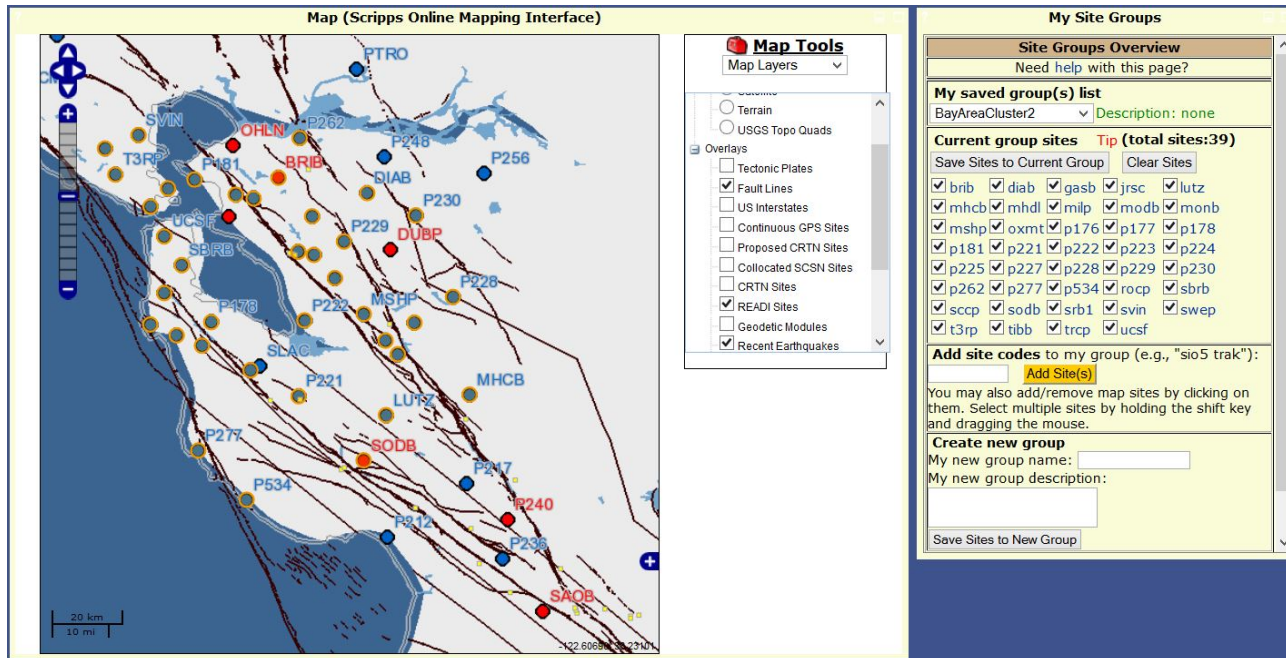 Map (Scripps Online Mapping Interface)
PTRO
SVIN
OHLN
P262
T3RP
P181
BRIB
P248
P256
DIAB
P230
UCSF
P229
DUBP
SBRB
P228
P178
P222
MSHP
SLAC
P221
MHCB
LUTZ
P277
SODB
P534
P217
P240
P212
P236
SAOB
20 km
10 mi
Map Tools
Map Layers
Terrain
USGS Topo Quads
Overlays
Tectonic Plates
Fault Lines
US Interstates
Continuous GPS Sites
Proposed CRTN Sites
Collocated SCSN Sites
CRTN Sites
READI Sites
Geodetic Modules
Recent Earthquakes
My Site Groups
Site Groups Overview
Need help with this page?
My saved group(s) list
BayAreaCluster2 Description: none
Current group sites Tip (total sites:39)
Save Sites to Current Group Clear Sites
brib diab gasb jrsc lutz
mhcb mhdl milp modb monb
mshp oxmt p176 p177 p178
p181 p221 p222 p223 p224
p225 p227 p228 p229 p230
p262 p277 p534 rocp sbrb
sccp sodb srb1 svin swep
t3rp tibb trcp ucsf
Add site codes to my group (e.g., "sio5 trak"):
Add Site(s)
You may also add/remove map sites by clicking on
them. Select multiple sites by holding the shift key
and dragging the mouse.
Create new group
My new group name:
My new group description:
Save Sites to New Group